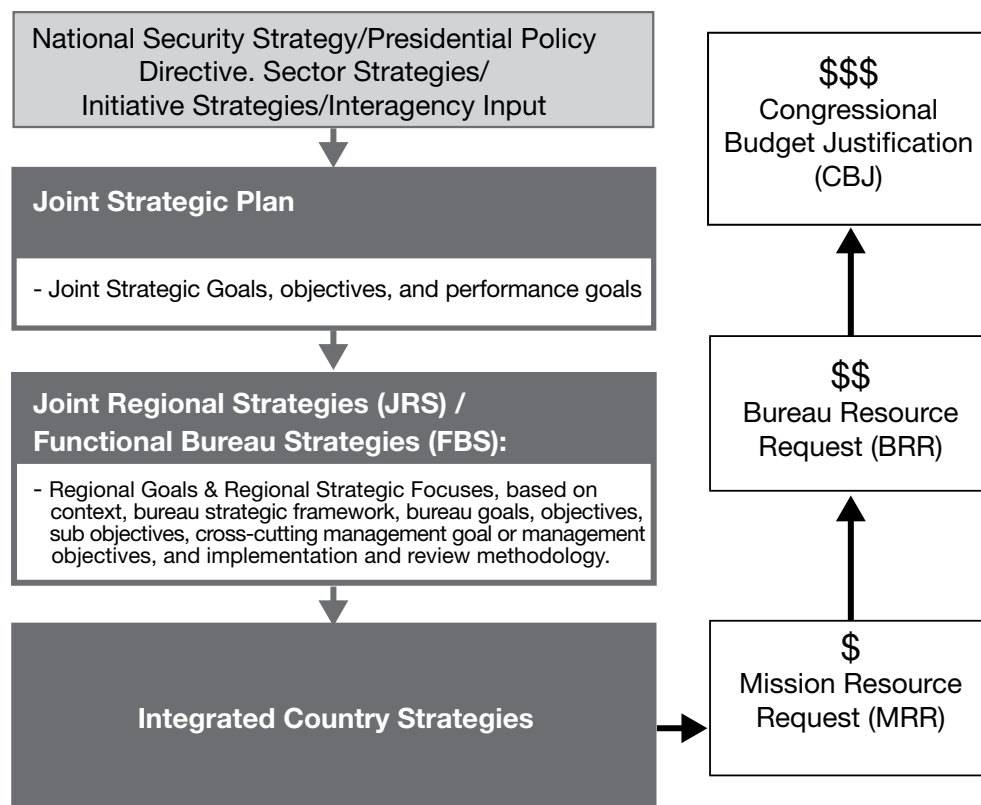 National Security Strategy/Presidential Policy
Directive. Sector Strategies/
Initiative Strategies/Interagency Input
Joint Strategic Plan
- Joint Strategic Goals, objectives, and performance goals
Joint Regional Strategies (JRS) /
Functional Bureau Strategies (FBS):
- Regional Goals & Regional Strategic Focuses, based on
context, bureau strategic framework, bureau goals, objectives,
sub objectives, cross-cutting management goal or management
objectives, and implementation and review methodology.
Integrated Country Strategies
$$$
Congressional
Budget Justification
(CBJ)
$$
Bureau Resource
Request (BRR)
$
Mission Resource
Request (MRR)